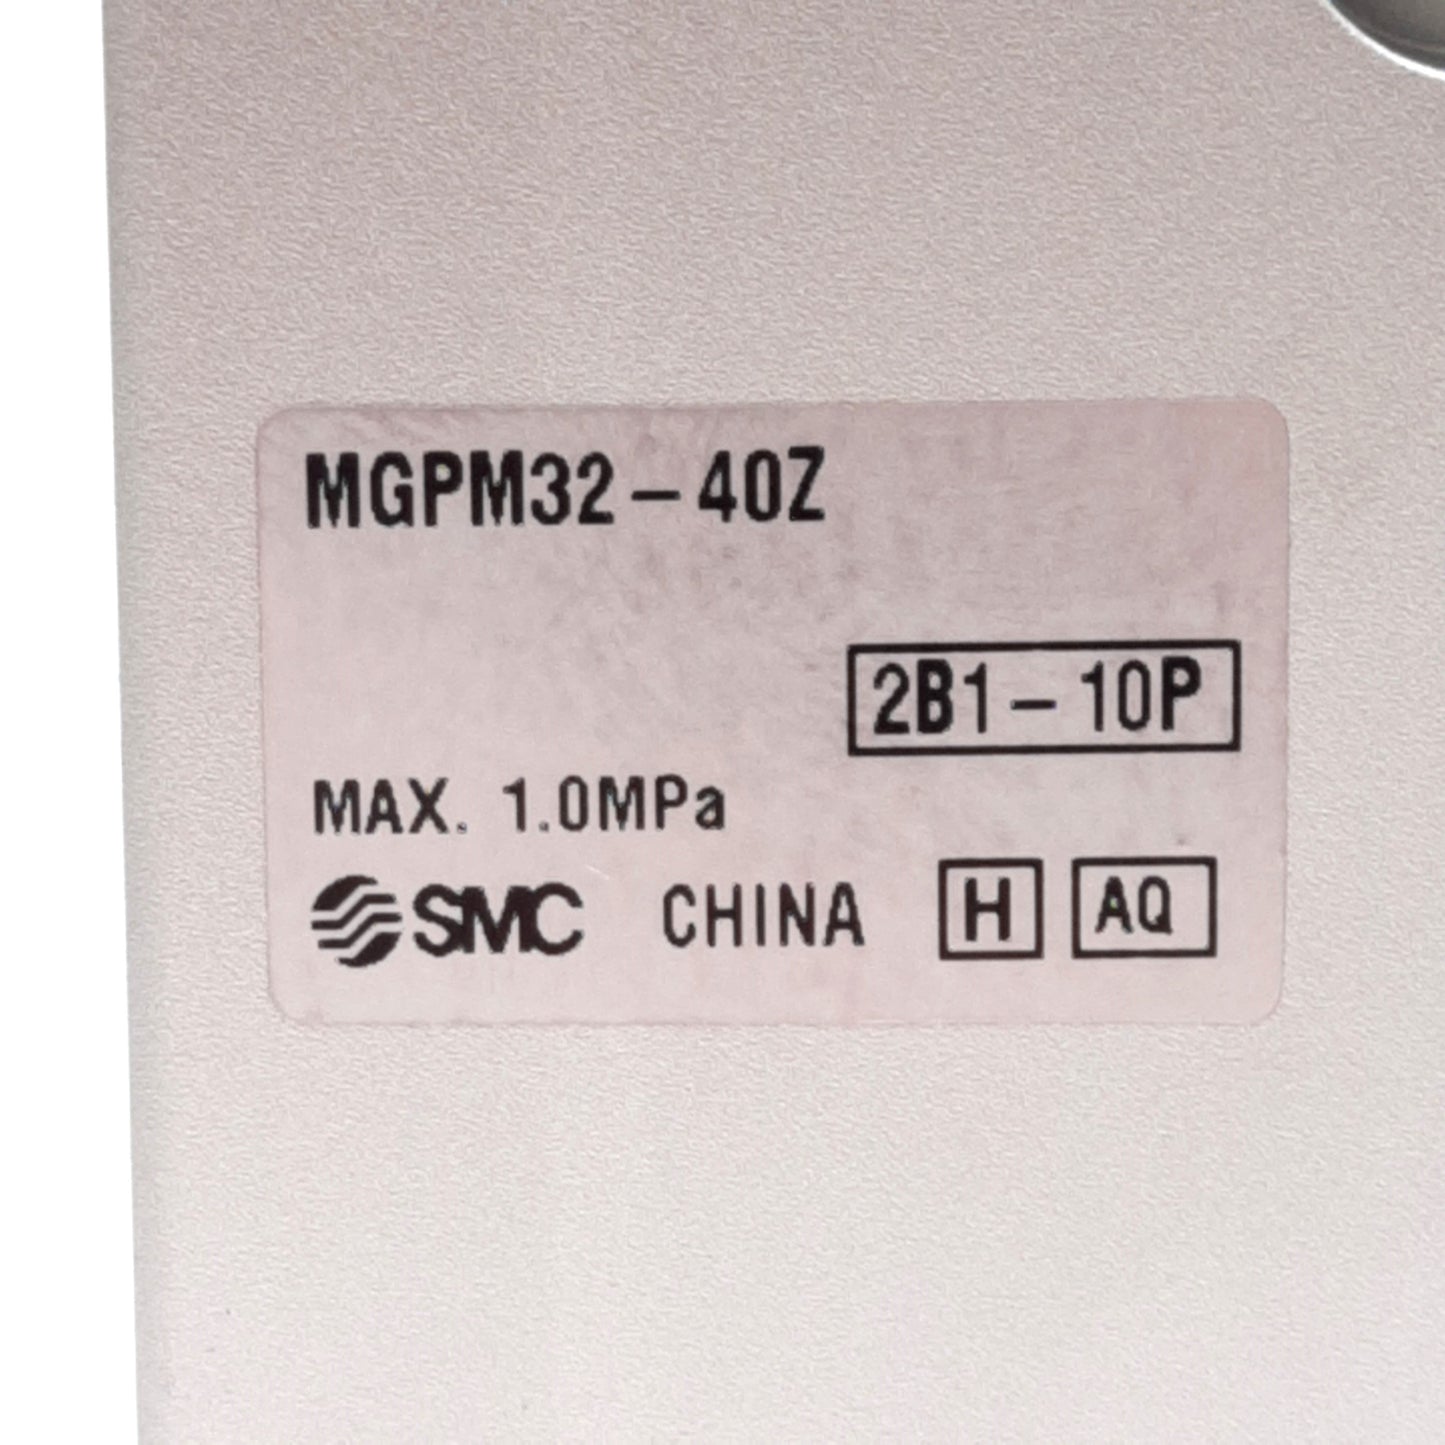 MGPM32-40Z
2B1-10P
MAX. 1.0MPa
SMC CHINA H AQ